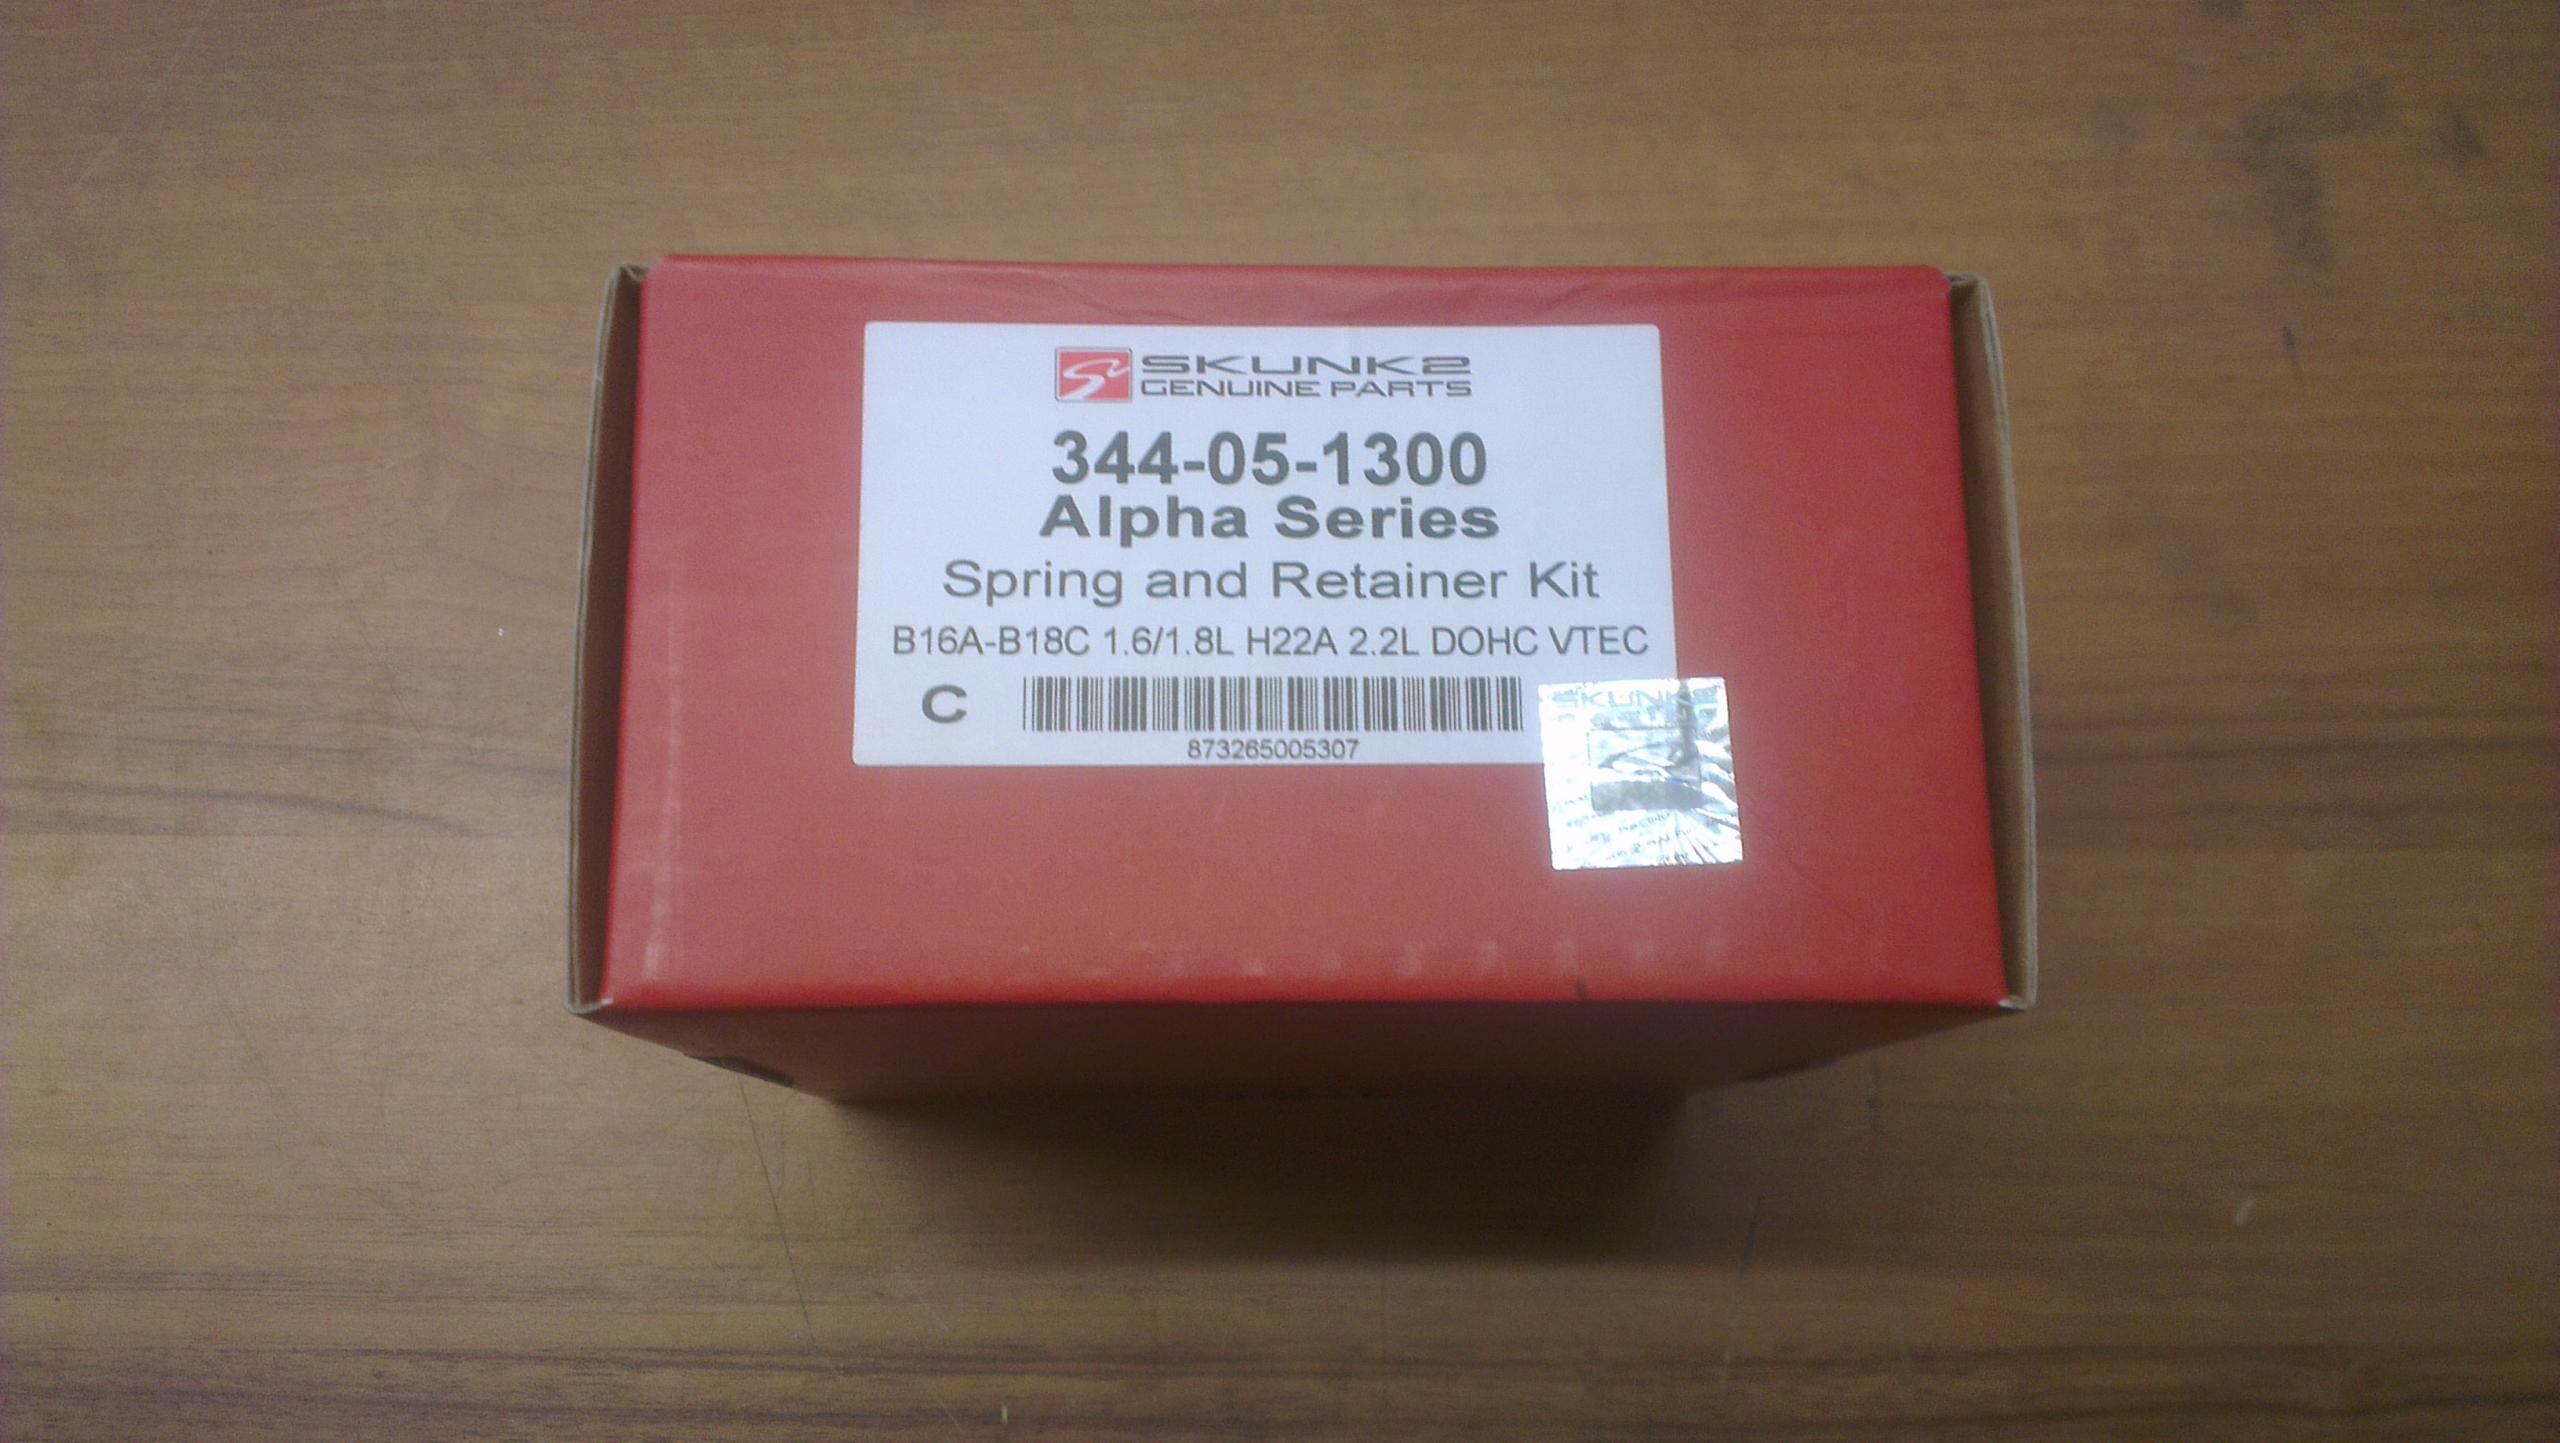 SKUNK2
GENUINE PARTS
344-05-1300
Alpha Series
Spring and Retainer Kit
B16A-B18C 1.6/1.8L H22A 2.2L DOHC VTEC
C
873265005307
SKUNK2